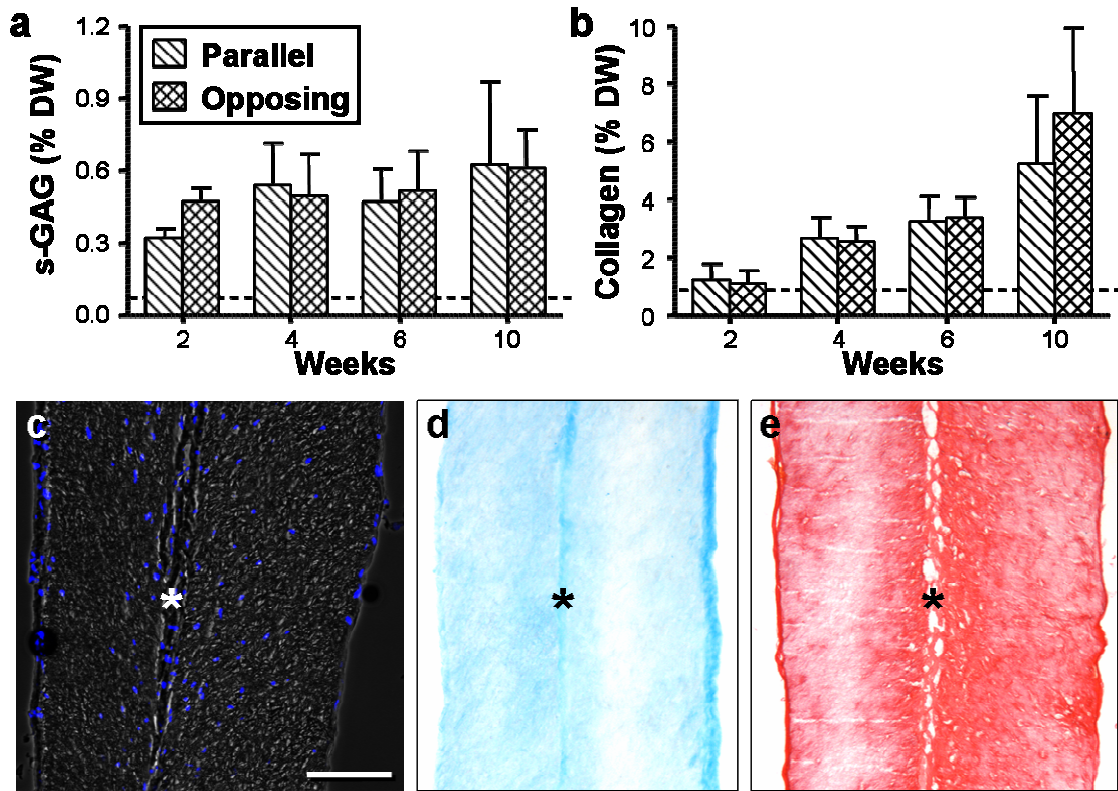 a
s-GAG (% DW)
1.2
0.9
0.6
0.3
0.0
Parallel
Opposing
2 4 6 10
Weeks
b
Collagen (% DW)
10
8
6
4
2
0
2 4 6 10
Weeks
c
*
d
*
e
*